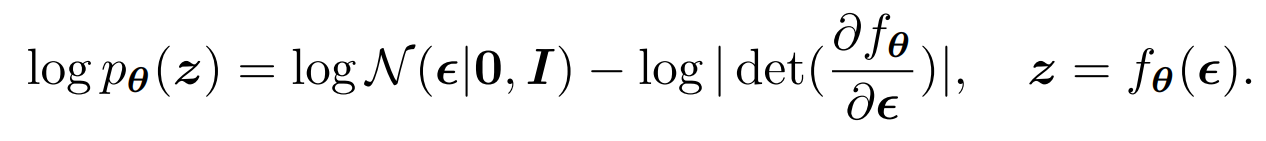 log p_θ(z) = log 𝒩(ϵ|0, I) − log | det(∂f_θ/∂ϵ)|, z = f_θ(ϵ).